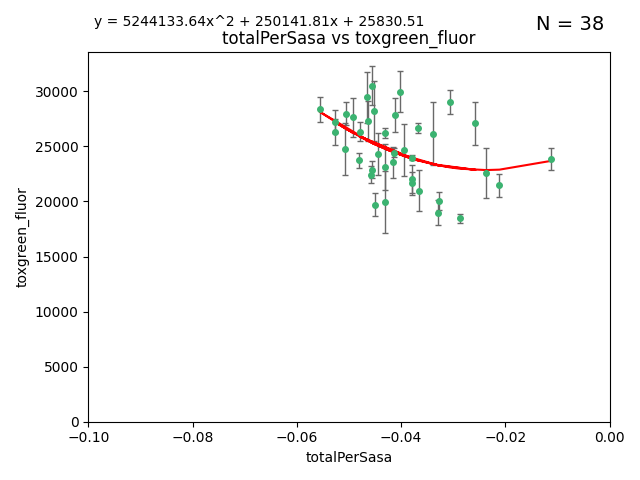 y = 5244133.64x^2 + 250141.81x + 25830.51
N = 38
totalPerSasa vs toxgreen_fluor
toxgreen_fluor
30000
25000
20000
15000
10000
5000
0
−0.10
−0.08
−0.06
−0.04
−0.02
0.00
totalPerSasa